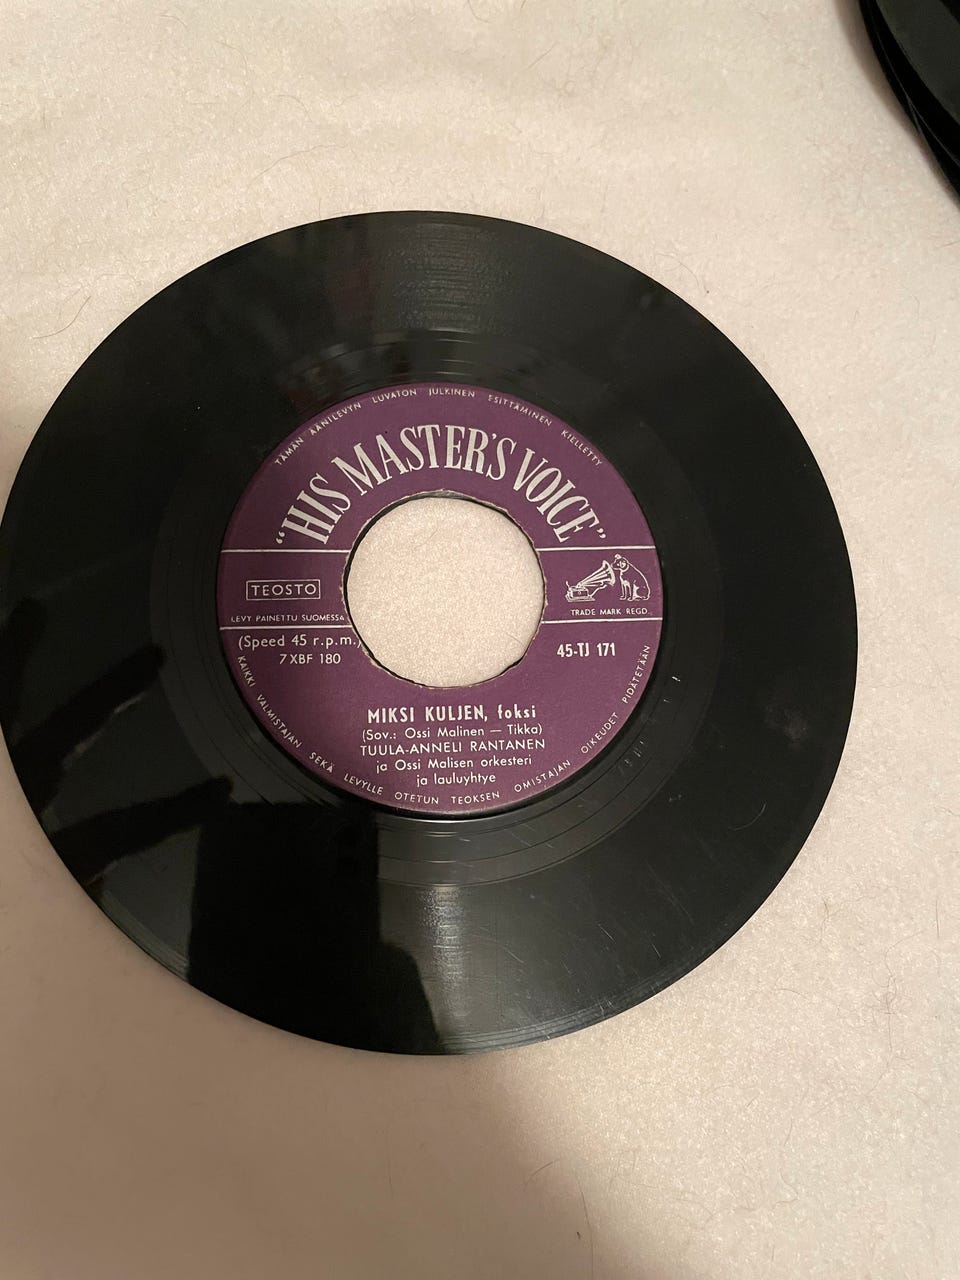 TÄMÄN ÄÄNILEVYN LUVATON JULKINEN ESITTÄMINEN KIELLETTY
"HIS MASTER'S VOICE"
TEOSTO
LEVY PAINETTU SUOMESSA
TRADE MARK REGD.
(Speed 45 r.p.m.)
7XBF 180
45-TJ 171
MIKSI KULJEN, foksi
(Sov.: Ossi Malinen — Tikka)
TUULA-ANNELI RANTANEN
ja Ossi Malisen orkesteri
ja lauluyhtye
KAIKKI VALMISTAJAN SEKÄ LEVYLLE OTETUN TEOKSEN OMISTAJAN OIKEUDET PIDÄTETÄÄN